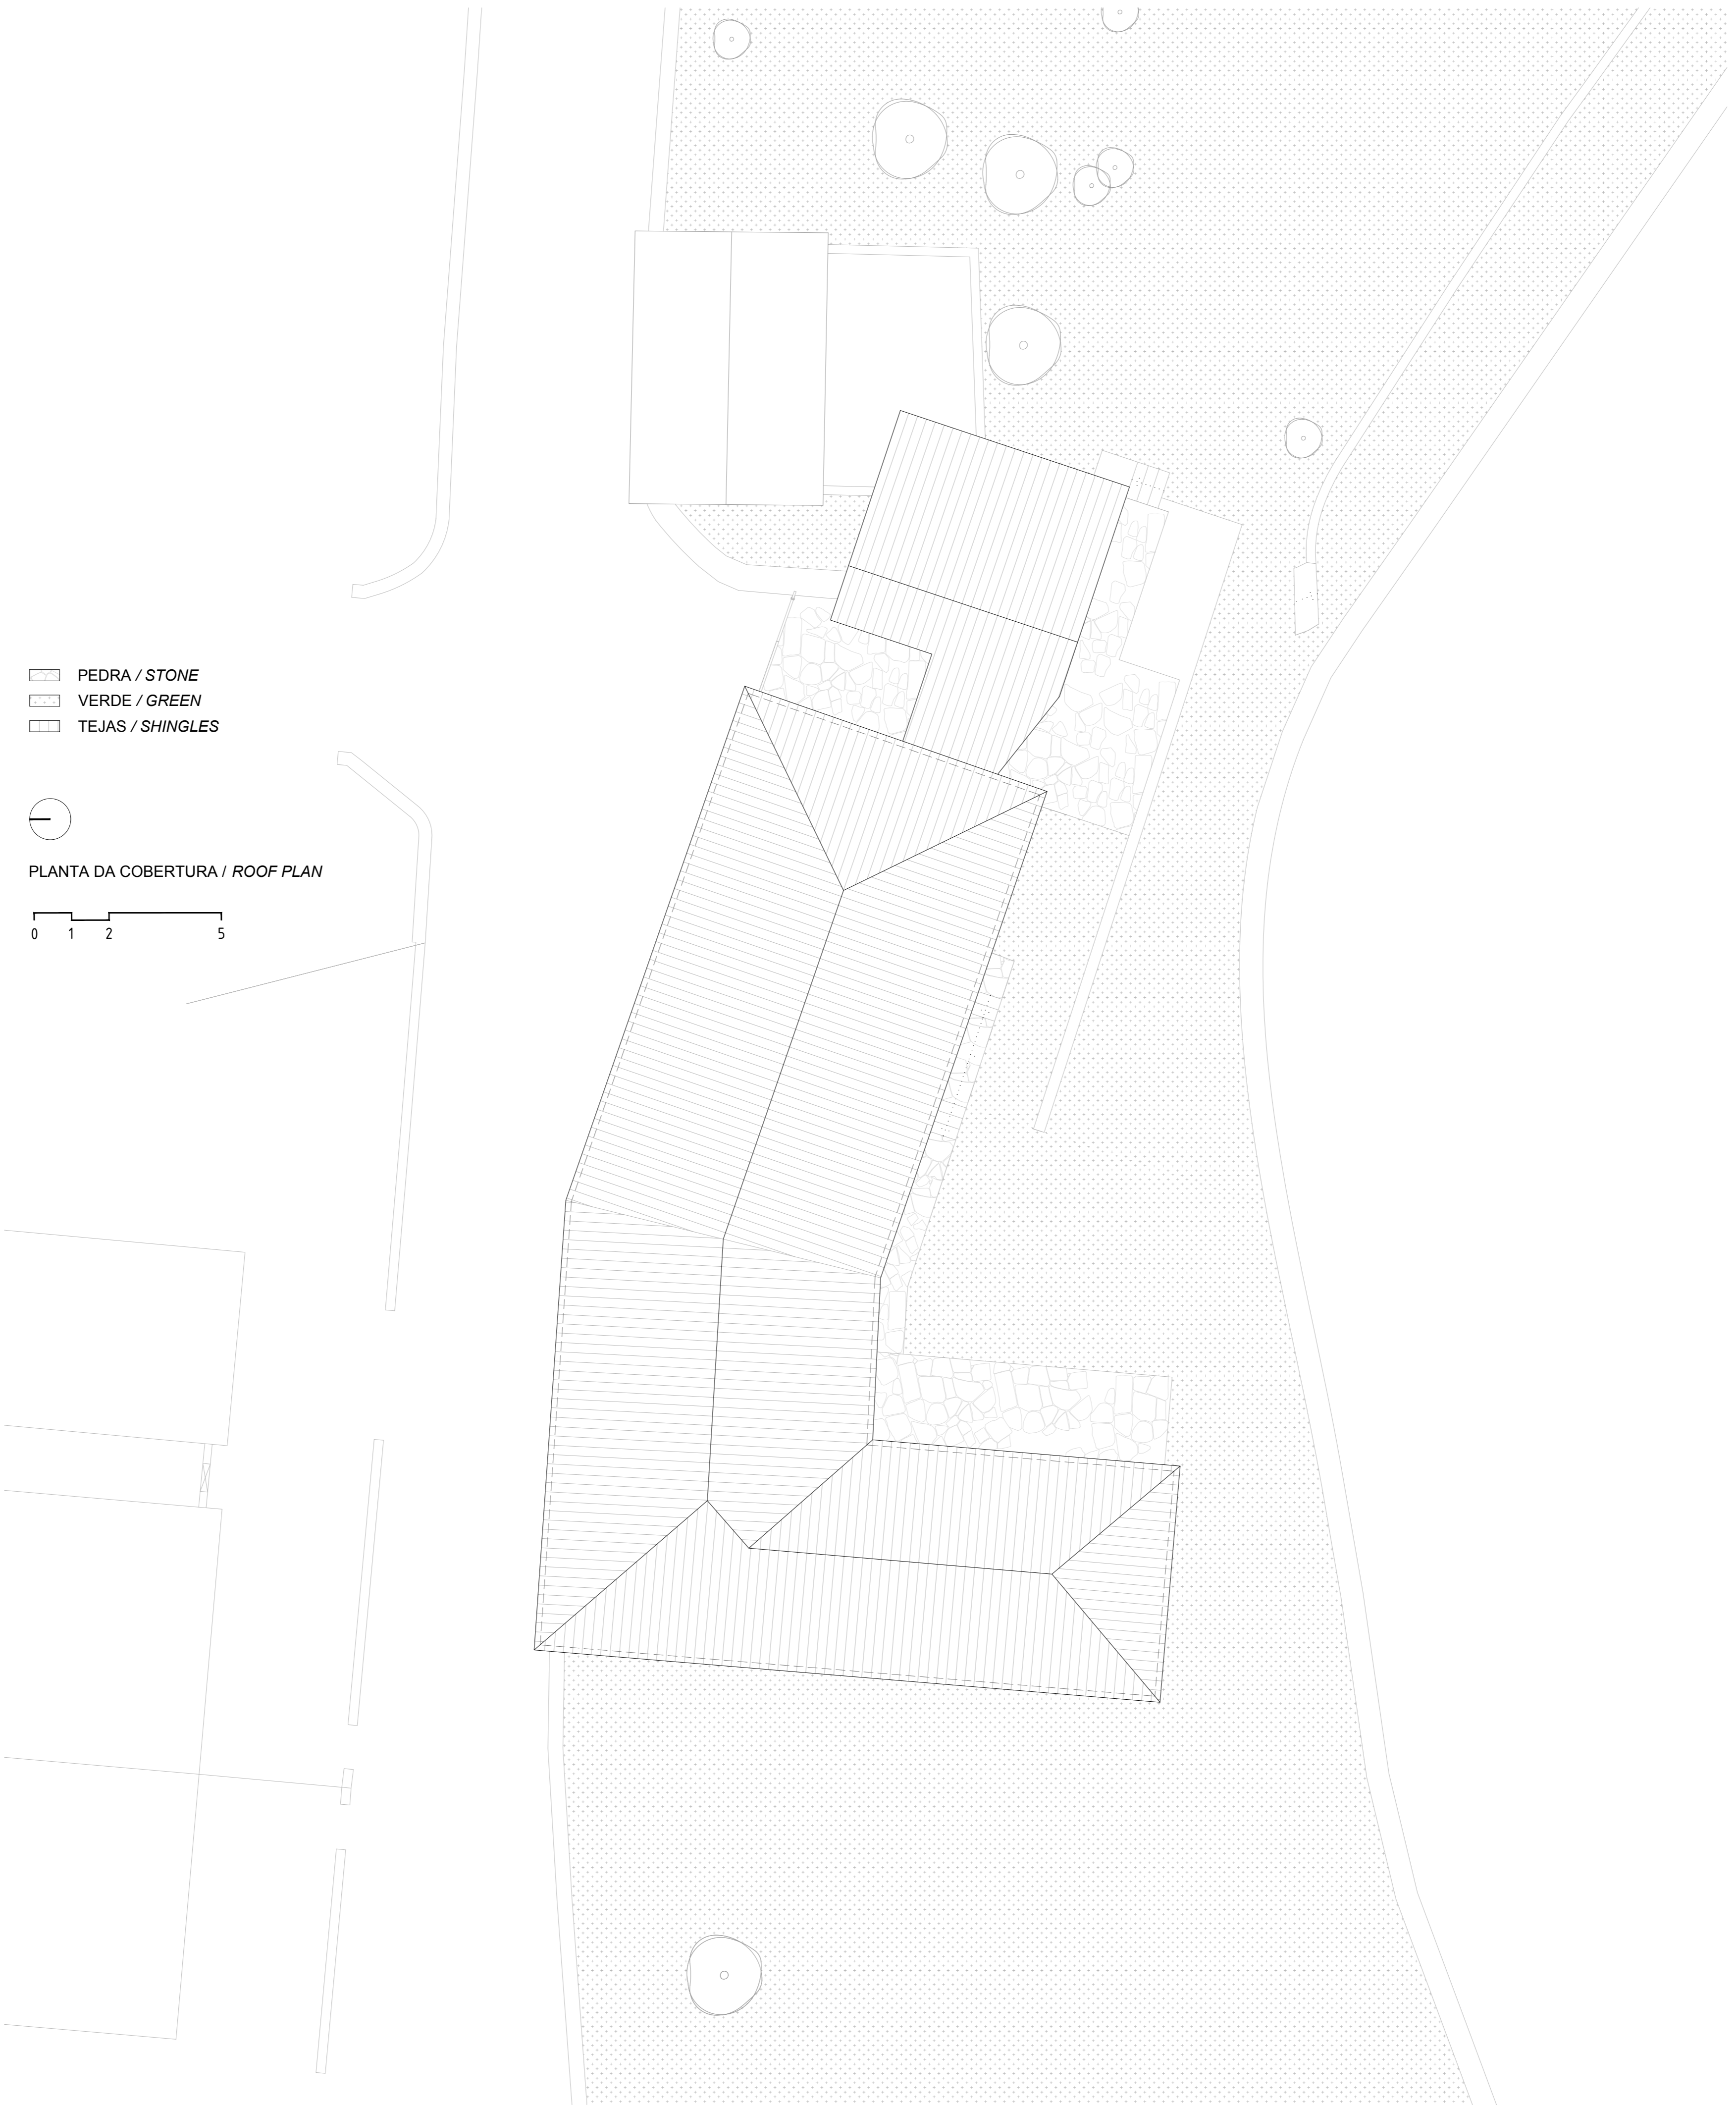 PEDRA / STONE
VERDE / GREEN
TEJAS / SHINGLES
PLANTA DA COBERTURA / ROOF PLAN
0 1 2 5